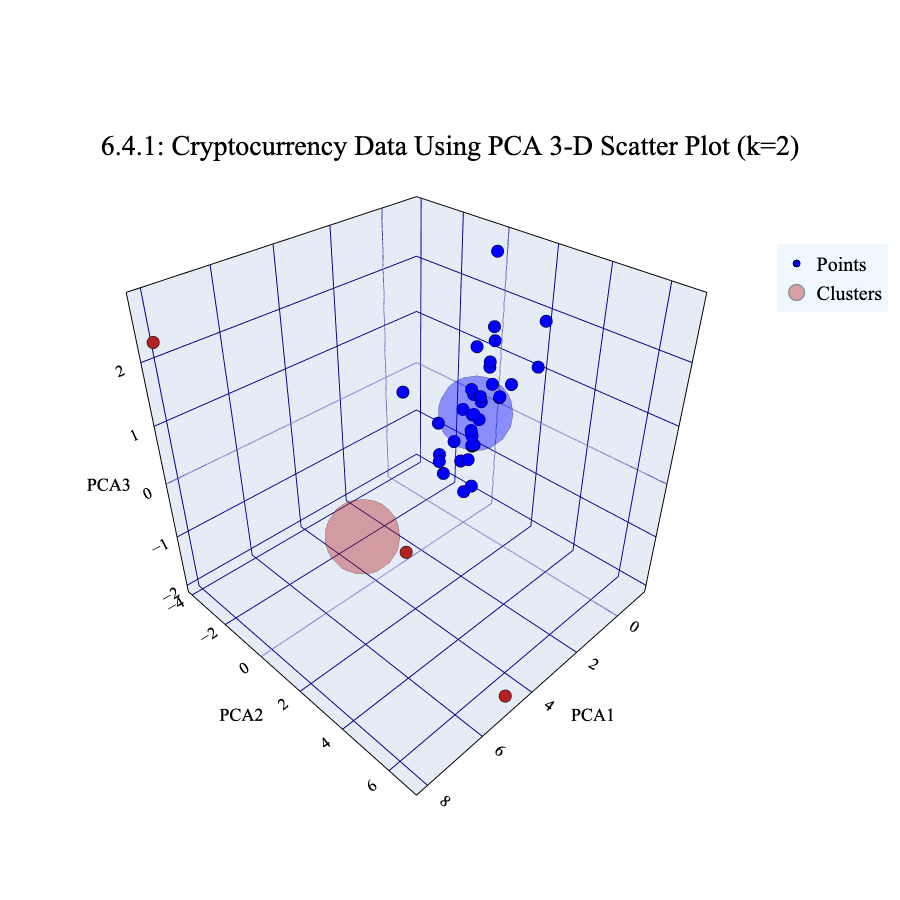 6.4.1: Cryptocurrency Data Using PCA 3-D Scatter Plot (k=2)
Points
Clusters
2
1
0
−1
−2
PCA3
−4
−2
0
2
4
6
PCA2
0
2
4
6
8
PCA1